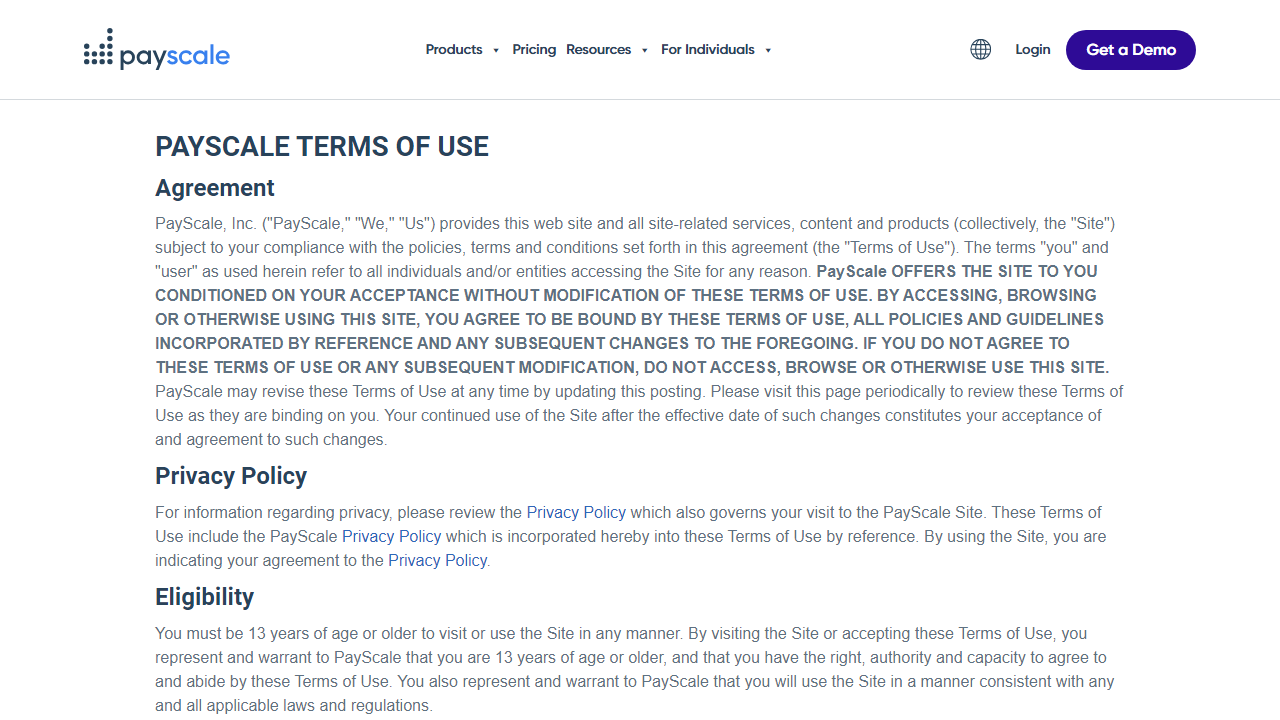 payscale
Products Pricing Resources For Individuals
Login
Get a Demo
PAYSCALE TERMS OF USE
Agreement
PayScale, Inc. ("PayScale," "We," "Us") provides this web site and all site-related services, content and products (collectively, the "Site")
subject to your compliance with the policies, terms and conditions set forth in this agreement (the "Terms of Use"). The terms "you" and
"user" as used herein refer to all individuals and/or entities accessing the Site for any reason. PayScale OFFERS THE SITE TO YOU
CONDITIONED ON YOUR ACCEPTANCE WITHOUT MODIFICATION OF THESE TERMS OF USE. BY ACCESSING, BROWSING
OR OTHERWISE USING THIS SITE, YOU AGREE TO BE BOUND BY THESE TERMS OF USE, ALL POLICIES AND GUIDELINES
INCORPORATED BY REFERENCE AND ANY SUBSEQUENT CHANGES TO THE FOREGOING. IF YOU DO NOT AGREE TO
THESE TERMS OF USE OR ANY SUBSEQUENT MODIFICATION, DO NOT ACCESS, BROWSE OR OTHERWISE USE THIS SITE.
PayScale may revise these Terms of Use at any time by updating this posting. Please visit this page periodically to review these Terms of
Use as they are binding on you. Your continued use of the Site after the effective date of such changes constitutes your acceptance of
and agreement to such changes.
Privacy Policy
For information regarding privacy, please review the Privacy Policy which also governs your visit to the PayScale Site. These Terms of
Use include the PayScale Privacy Policy which is incorporated hereby into these Terms of Use by reference. By using the Site, you are
indicating your agreement to the Privacy Policy.
Eligibility
You must be 13 years of age or older to visit or use the Site in any manner. By visiting the Site or accepting these Terms of Use, you
represent and warrant to PayScale that you are 13 years of age or older, and that you have the right, authority and capacity to agree to
and abide by these Terms of Use. You also represent and warrant to PayScale that you will use the Site in a manner consistent with any
and all applicable laws and regulations.